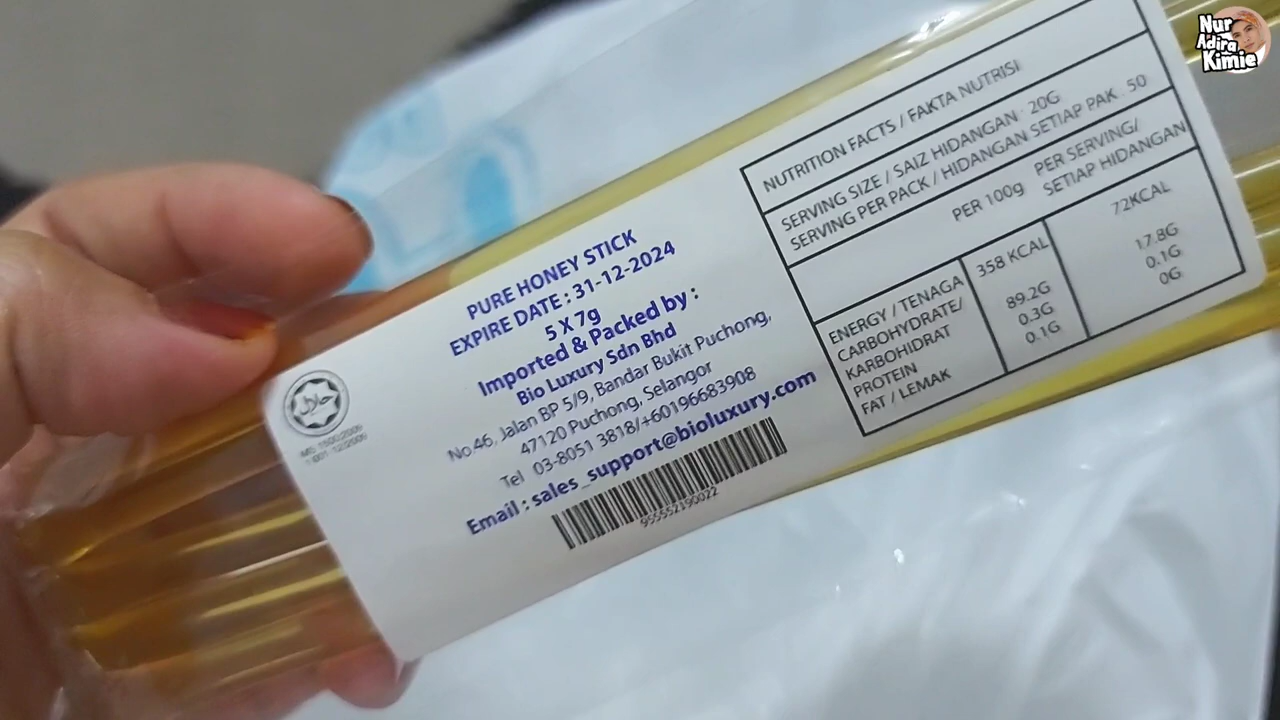 Nur
Adira
Kimie
PURE HONEY STICK
EXPIRE DATE : 31-12-2024
5 X 7g
Imported & Packed by :
Bio Luxury Sdn Bhd
No.46, Jalan BP 5/9, Bandar Bukit Puchong,
47120 Puchong, Selangor
Tel 03-8051 3818/+60196683908
Email : sales_support@bioluxury.com
حلال
NUTRITION FACTS / FAKTA NUTRISI
SERVING SIZE / SAIZ HIDANGAN : 20G
SERVING PER PACK / HIDANGAN SETIAP PAK : 50
PER 100g PER SERVING/
SETIAP HIDANGAN
ENERGY / TENAGA 358 KCAL 72KCAL
CARBOHYDRATE/
KARBOHIDRAT 89.2G 17.8G
PROTEIN 0.3G 0.1G
FAT / LEMAK 0.1G 0G